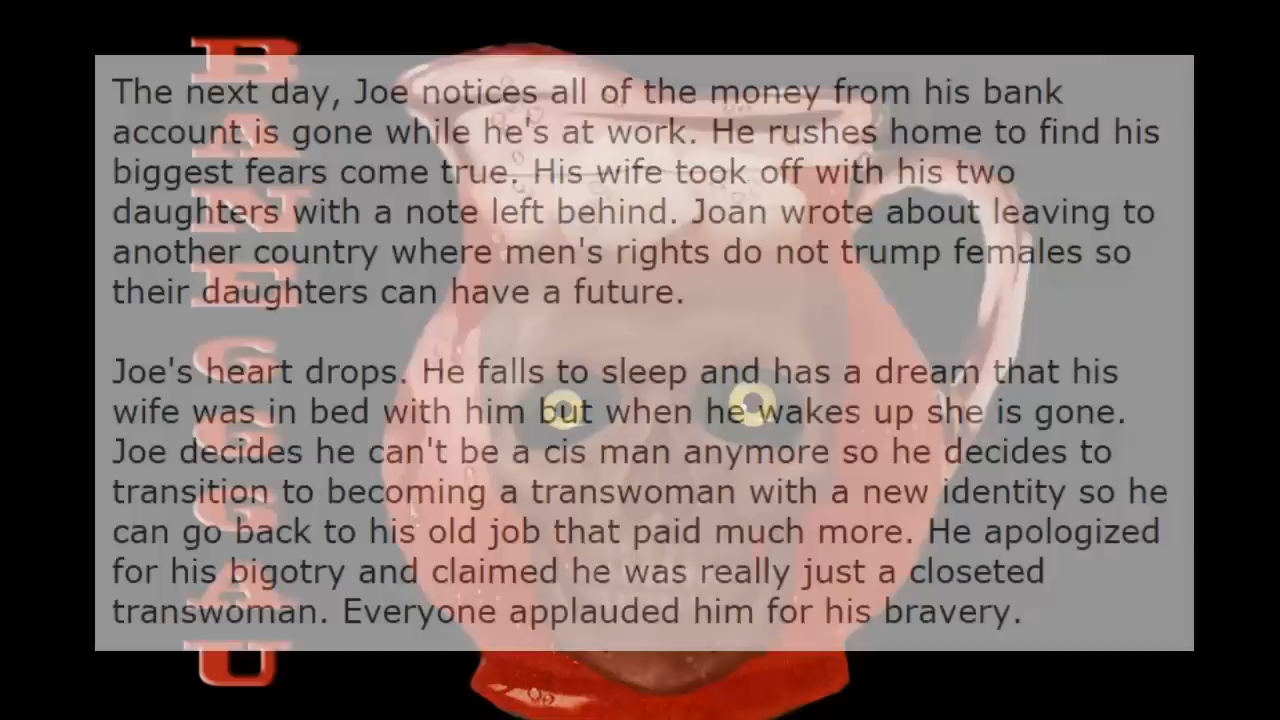 The next day, Joe notices all of the money from his bank
account is gone while he's at work. He rushes home to find his
biggest fears come true. His wife took off with his two
daughters with a note left behind. Joan wrote about leaving to
another country where men's rights do not trump females so
their daughters can have a future.
Joe's heart drops. He falls to sleep and has a dream that his
wife was in bed with him but when he wakes up she is gone.
Joe decides he can't be a cis man anymore so he decides to
transition to becoming a transwoman with a new identity so he
can go back to his old job that paid much more. He apologized
for his bigotry and claimed he was really just a closeted
transwoman. Everyone applauded him for his bravery.